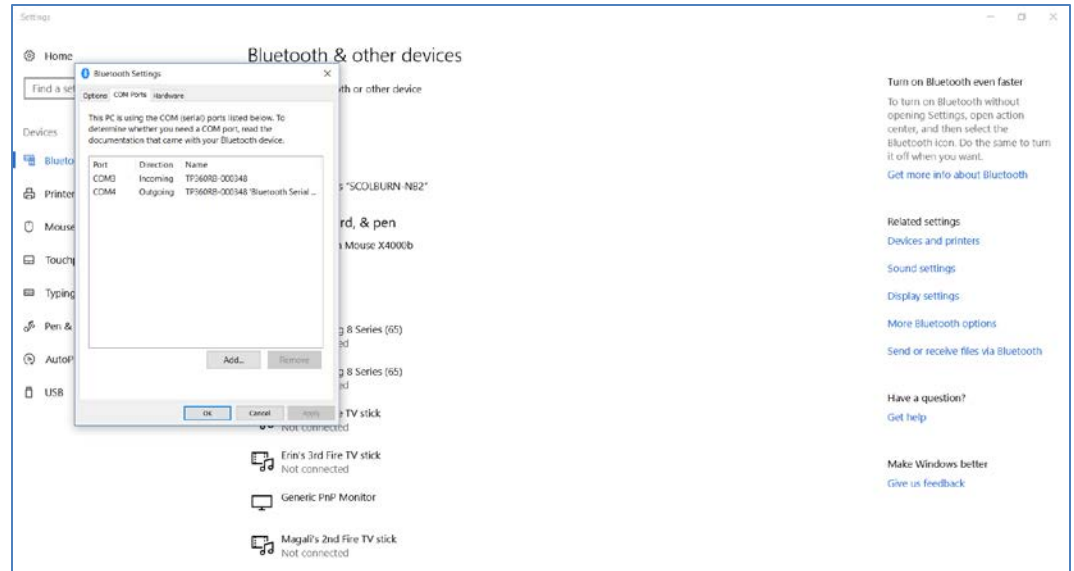 Settings
Home
Find a set
Devices
Blueto
Printer
Mouse
Touchp
Typing
Pen &
AutoP
USB
Bluetooth & other devices
th or other device
s "SCOLBURN-NB2"
rd, & pen
Mouse X4000b
g 8 Series (65)
ed
g 8 Series (65)
ed
TV stick
Not connected
Erin's 3rd Fire TV stick
Not connected
Generic PnP Monitor
Magali's 2nd Fire TV stick
Not connected
Bluetooth Settings
Options COM Ports Hardware
This PC is using the COM (serial) ports listed below. To
determine whether you need a COM port, read the
documentation that came with your Bluetooth device.
Port Direction Name
COM3 Incoming TP360RB-000348
COM4 Outgoing TP360RB-000348 'Bluetooth Serial ...
Add... Remove
OK Cancel Apply
Turn on Bluetooth even faster
To turn on Bluetooth without
opening Settings, open action
center, and then select the
Bluetooth icon. Do the same to turn
it off when you want.
Get more info about Bluetooth
Related settings
Devices and printers
Sound settings
Display settings
More Bluetooth options
Send or receive files via Bluetooth
Have a question?
Get help
Make Windows better
Give us feedback